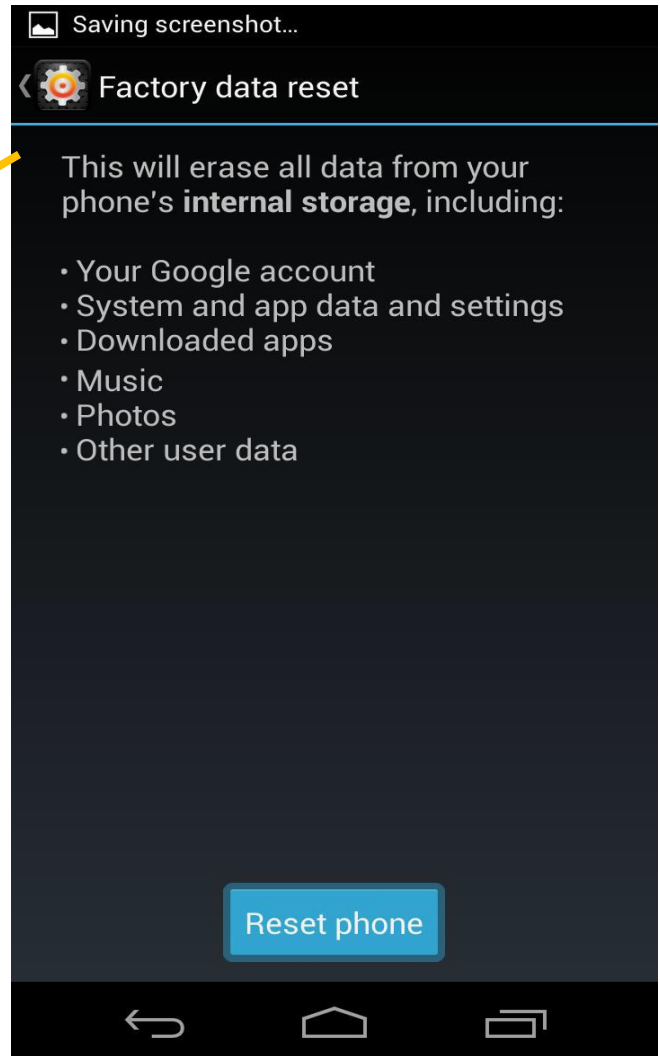 Saving screenshot...
Factory data reset
This will erase all data from your
phone's internal storage, including:
• Your Google account
• System and app data and settings
• Downloaded apps
• Music
• Photos
• Other user data
Reset phone